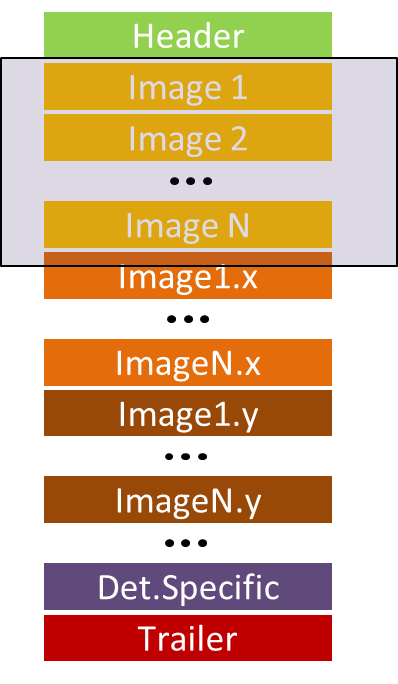 Header
Image 1
Image 2
...
Image N
Image1.x
...
ImageN.x
Image1.y
...
ImageN.y
...
Det.Specific
Trailer